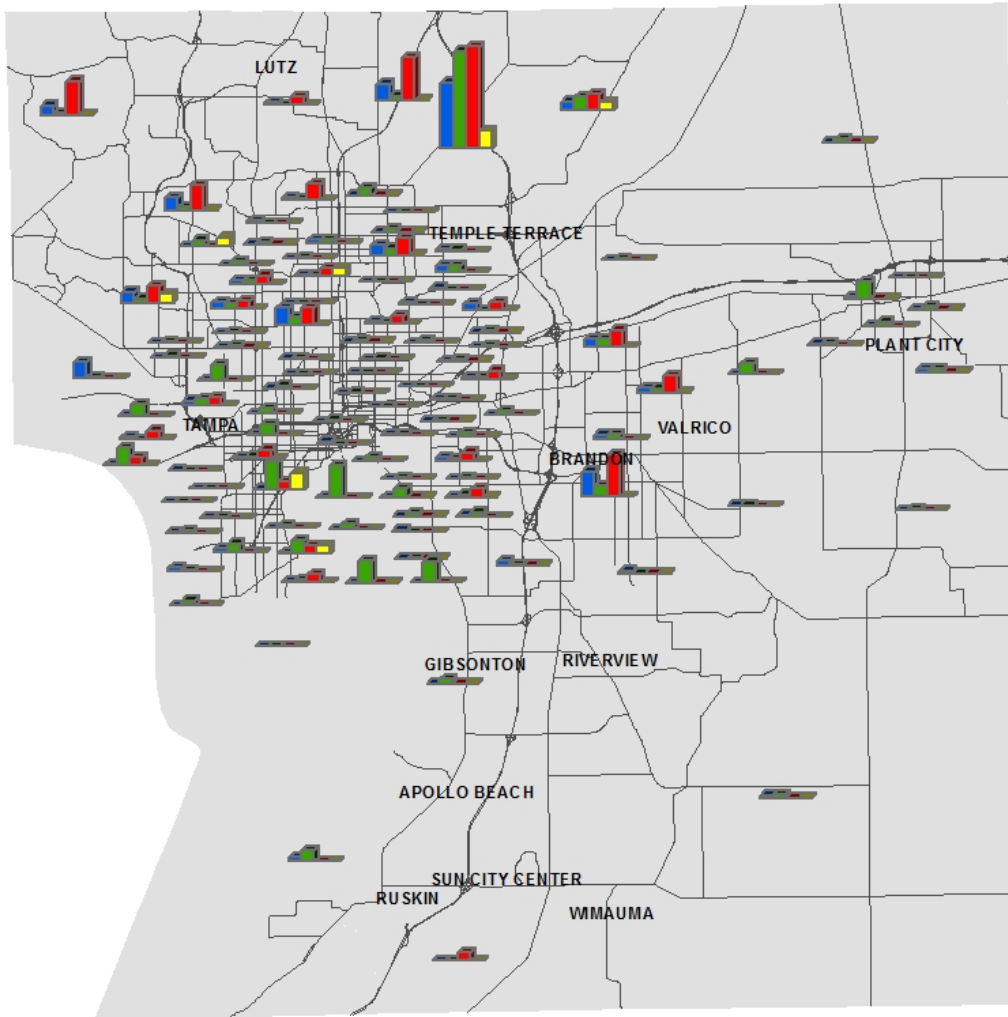 LUTZ
TEMPLE TERRACE
PLANT CITY
TAMPA
VALRICO
BRANDON
GIBSONTON
RIVERVIEW
APOLLO BEACH
SUN CITY CENTER
RUSKIN
WIMAUMA